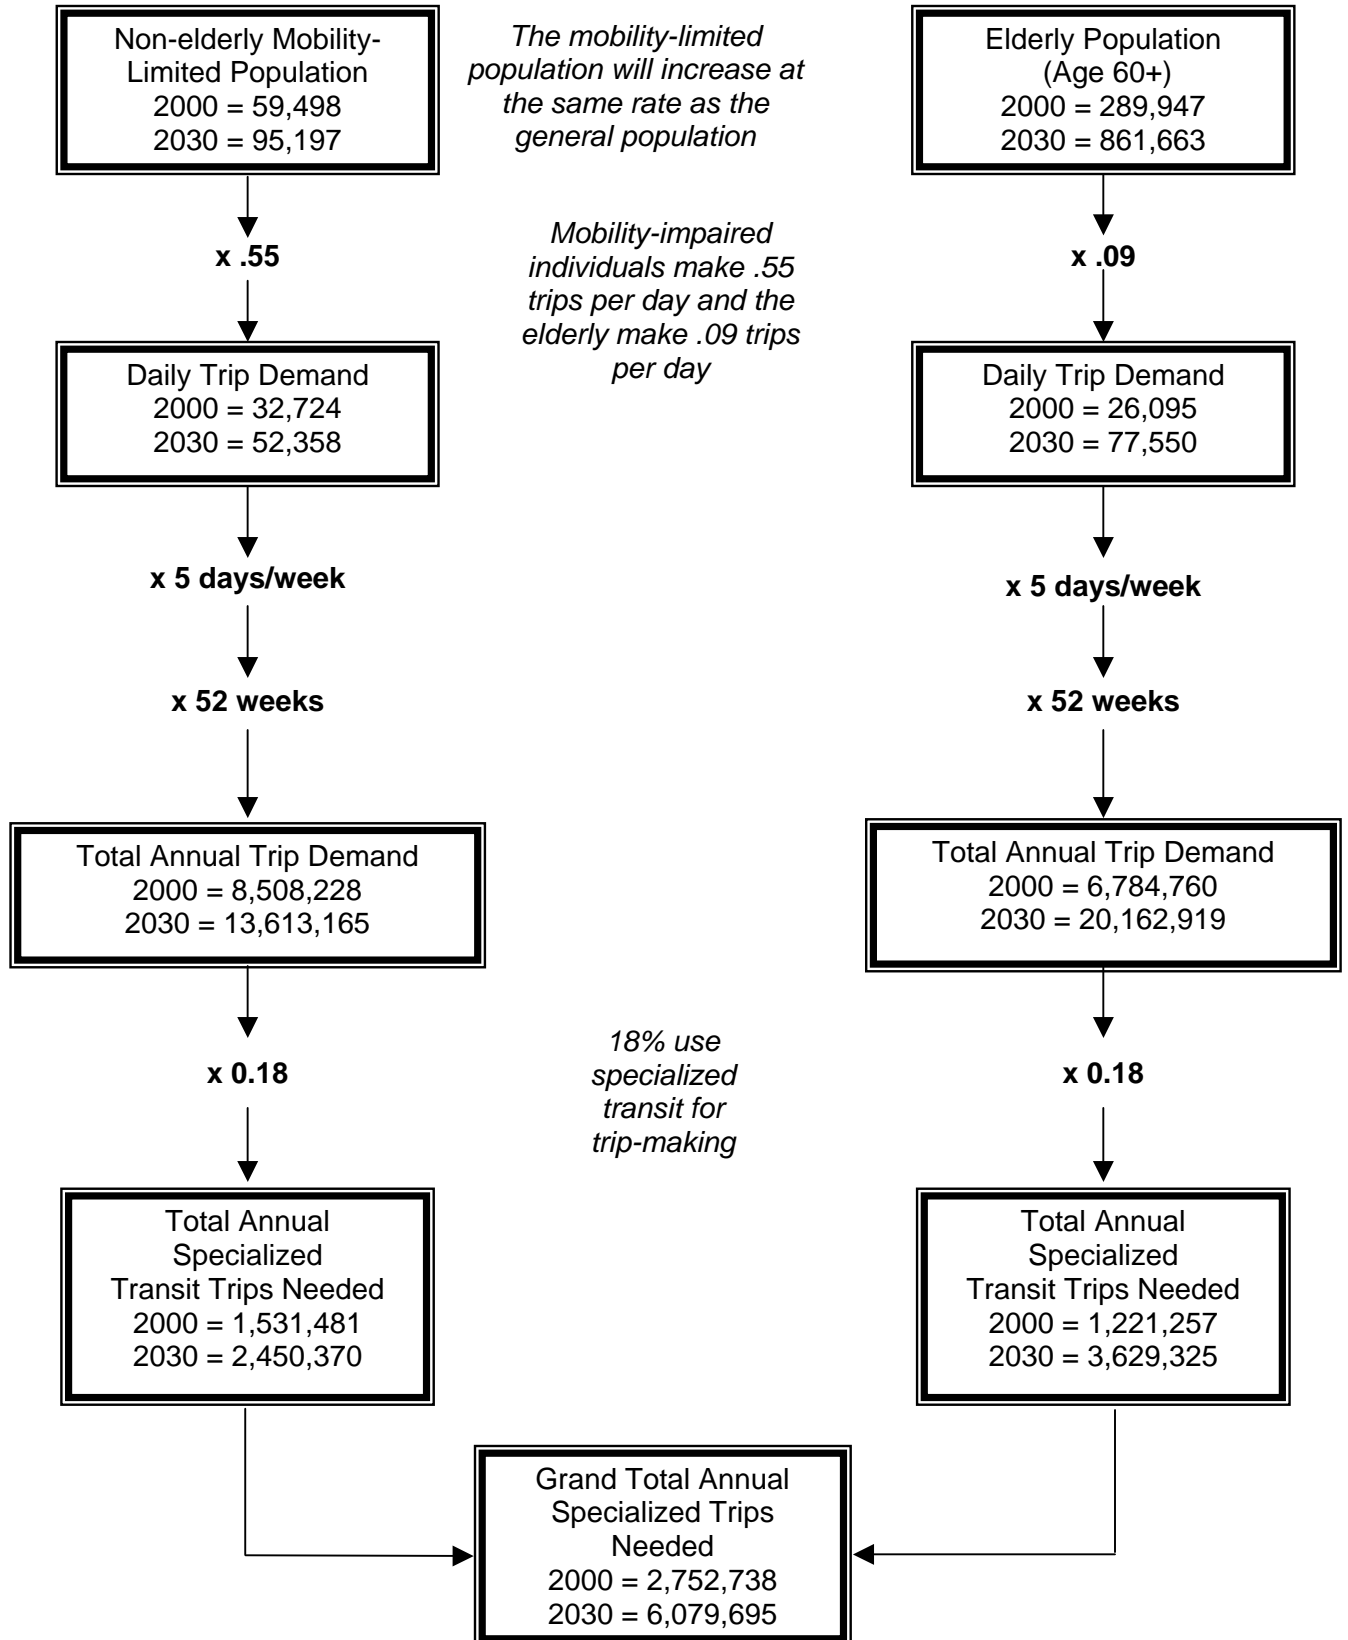 Non-elderly Mobility-
Limited Population
2000 = 59,498
2030 = 95,197
The mobility-limited
population will increase at
the same rate as the
general population
Elderly Population
(Age 60+)
2000 = 289,947
2030 = 861,663
x .55
Mobility-impaired
individuals make .55
trips per day and the
elderly make .09 trips
per day
x .09
Daily Trip Demand
2000 = 32,724
2030 = 52,358
Daily Trip Demand
2000 = 26,095
2030 = 77,550
x 5 days/week
x 5 days/week
x 52 weeks
x 52 weeks
Total Annual Trip Demand
2000 = 8,508,228
2030 = 13,613,165
Total Annual Trip Demand
2000 = 6,784,760
2030 = 20,162,919
x 0.18
18% use
specialized
transit for
trip-making
x 0.18
Total Annual
Specialized
Transit Trips Needed
2000 = 1,531,481
2030 = 2,450,370
Total Annual
Specialized
Transit Trips Needed
2000 = 1,221,257
2030 = 3,629,325
Grand Total Annual
Specialized Trips
Needed
2000 = 2,752,738
2030 = 6,079,695